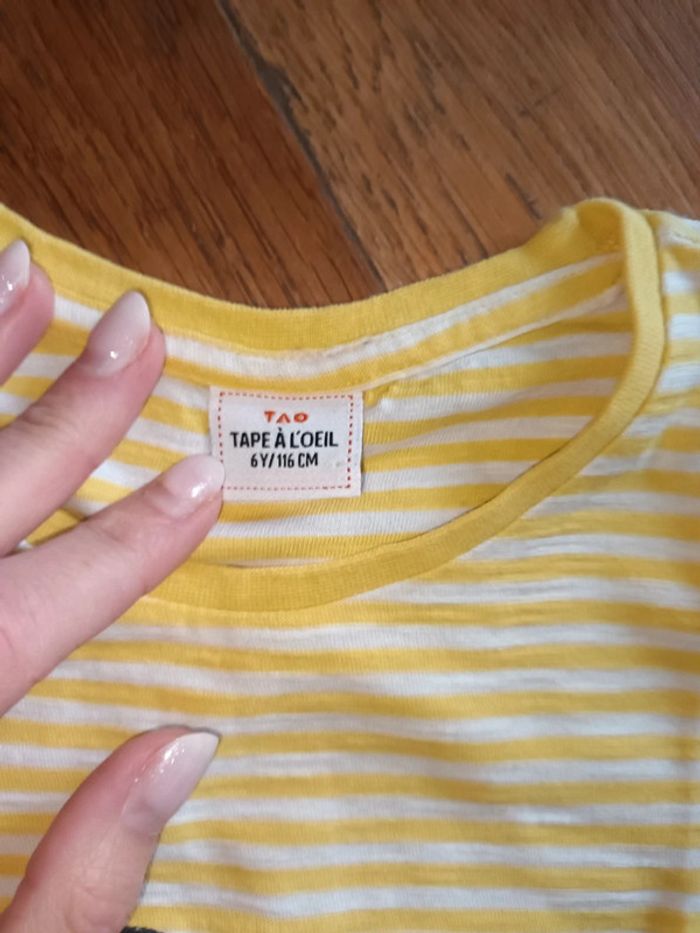 TAO
TAPE À L'OEIL
6Y/116 CM